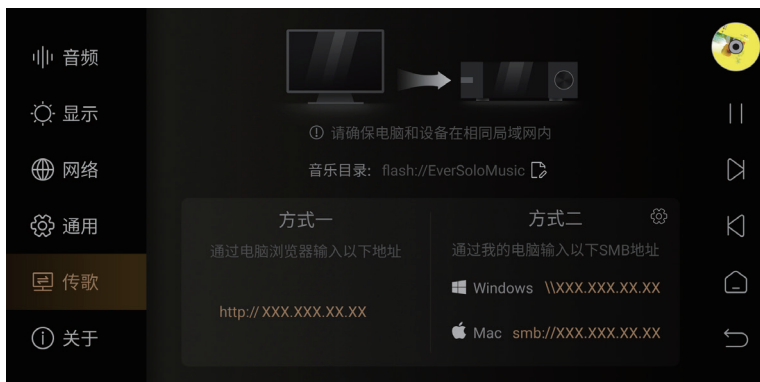 音频
显示
网络
通用
传歌
关于
请确保电脑和设备在相同局域网内
音乐目录: flash://EverSoloMusic
方式一
通过电脑浏览器输入以下地址
http://XXX.XXX.XX.XX
方式二
通过我的电脑输入以下SMB地址
Windows \\XXX.XXX.XX.XX
Mac smb://XXX.XXX.XX.XX